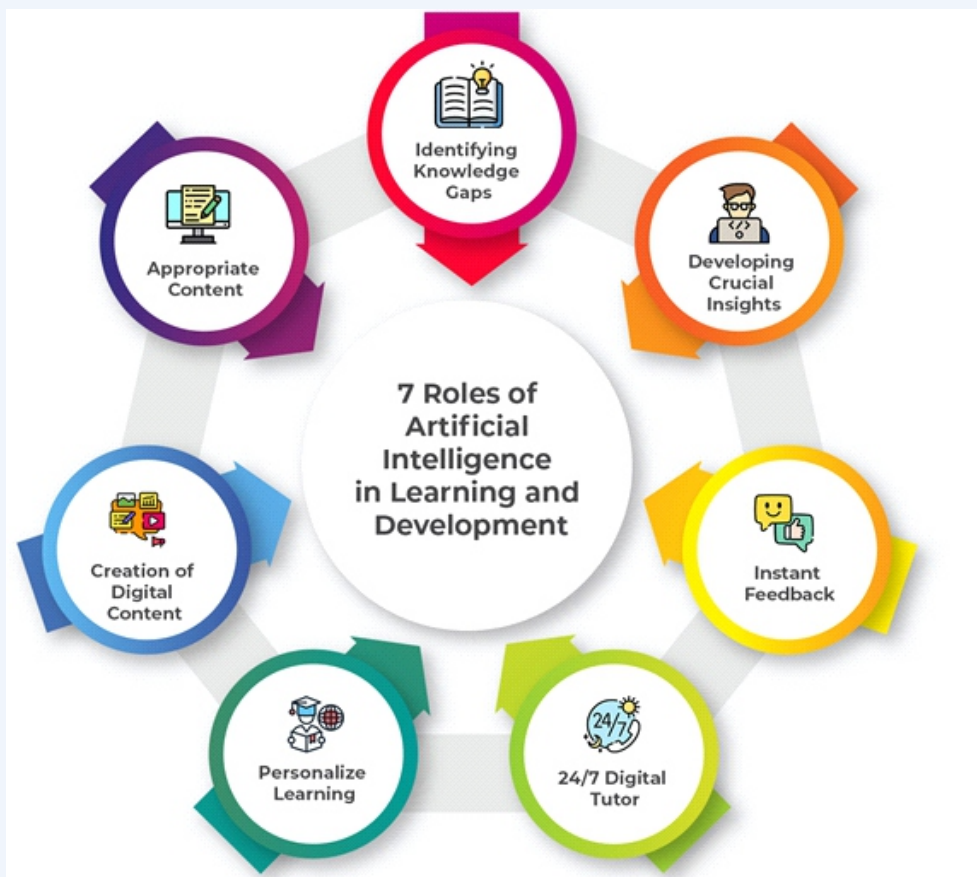 Identifying
Knowledge
Gaps
Developing
Crucial
Insights
Instant
Feedback
24/7
24/7 Digital
Tutor
Personalize
Learning
Creation of
Digital
Content
Appropriate
Content
7 Roles of
Artificial
Intelligence
in Learning and
Development